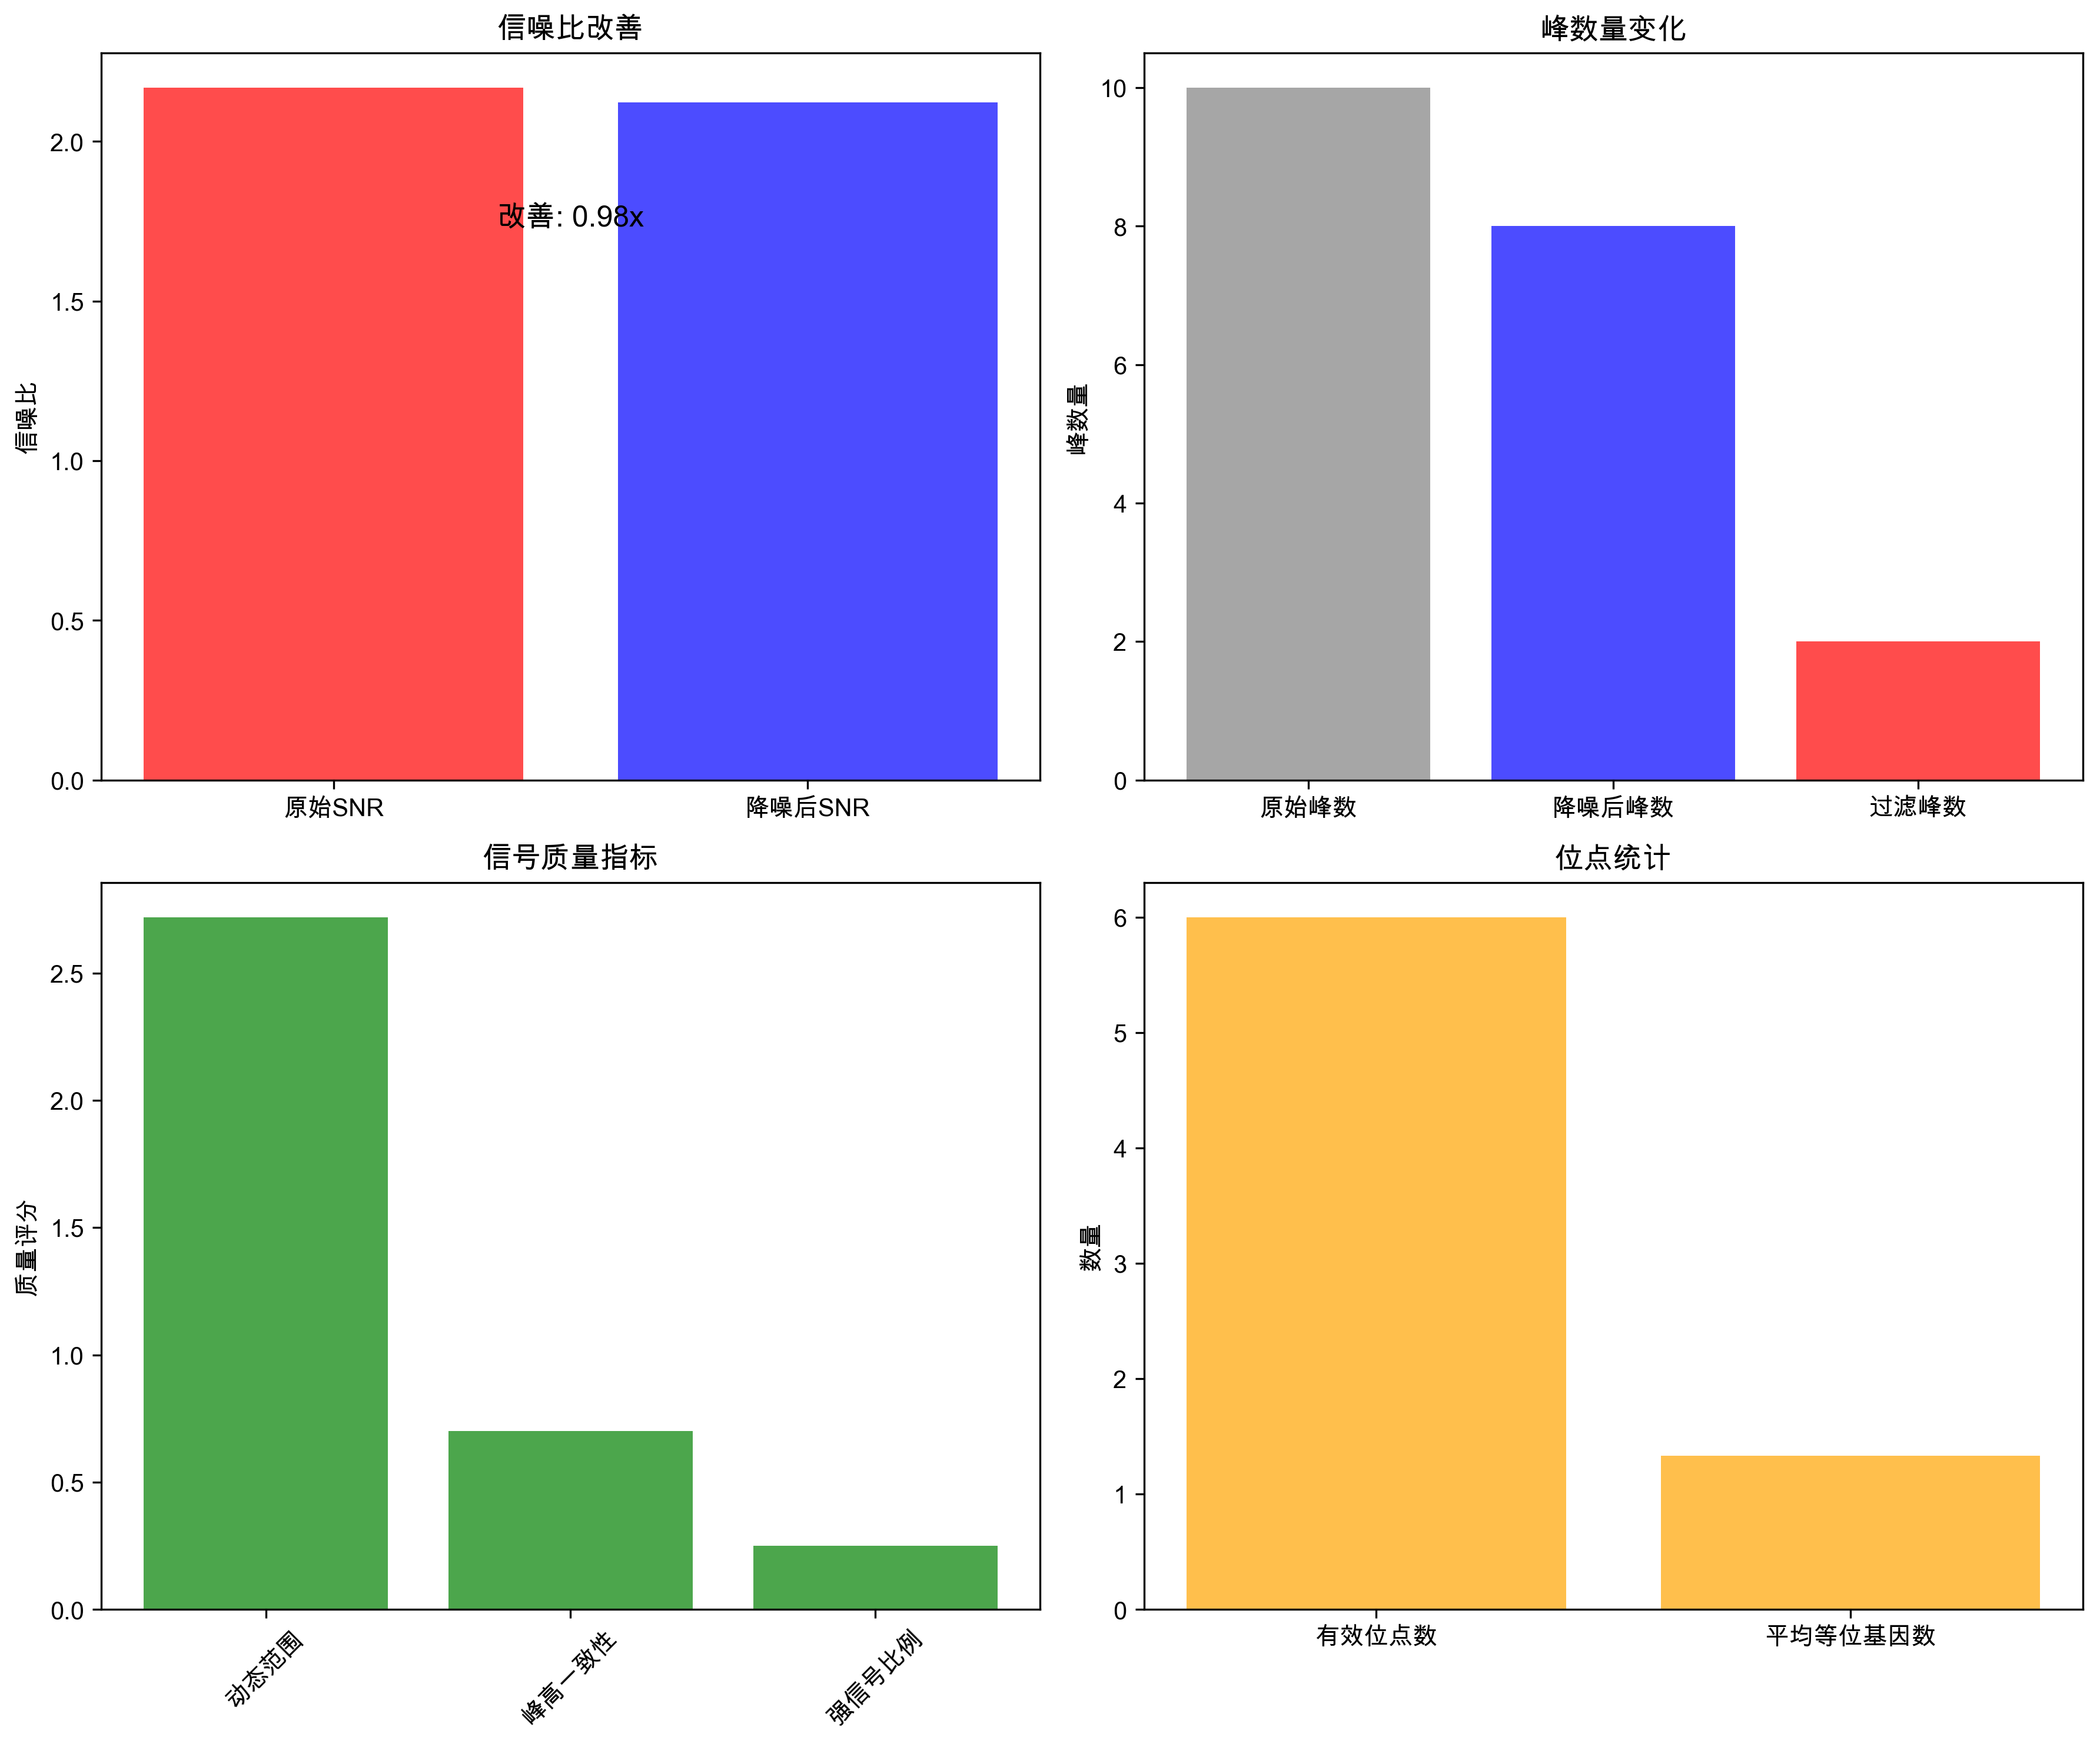 信噪比改善
信噪比
2.0
1.5
1.0
0.5
0.0
改善: 0.98x
原始SNR
降噪后SNR
峰数量变化
峰数量
10
8
6
4
2
0
原始峰数
降噪后峰数
过滤峰数
信号质量指标
质量评分
2.5
2.0
1.5
1.0
0.5
0.0
动态范围
峰高一致性
强信号比例
位点统计
数量
6
5
4
3
2
1
0
有效位点数
平均等位基因数